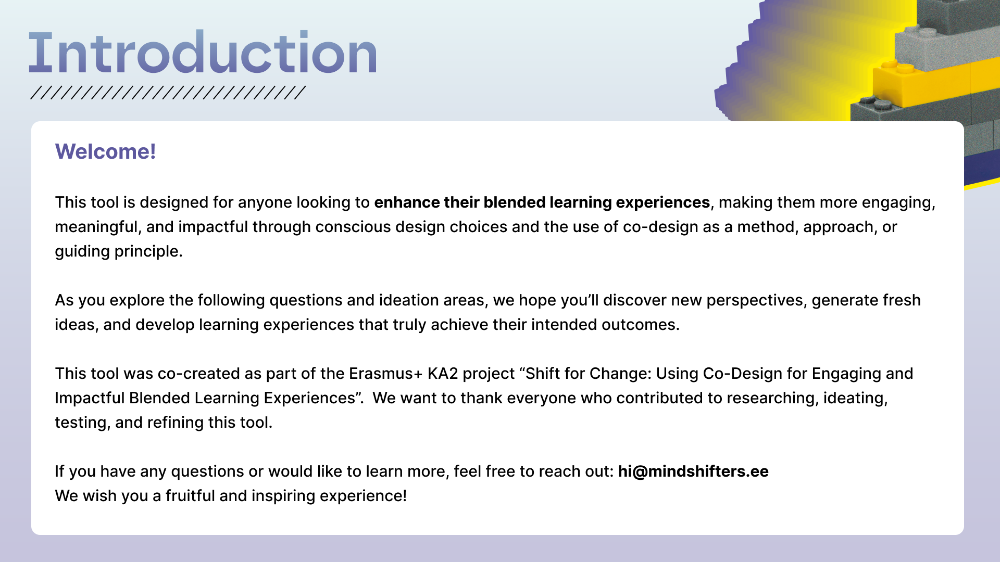 Introduction
Welcome!
This tool is designed for anyone looking to enhance their blended learning experiences, making them more engaging,
meaningful, and impactful through conscious design choices and the use of co-design as a method, approach, or
guiding principle.
As you explore the following questions and ideation areas, we hope you’ll discover new perspectives, generate fresh
ideas, and develop learning experiences that truly achieve their intended outcomes.
This tool was co-created as part of the Erasmus+ KA2 project “Shift for Change: Using Co-Design for Engaging and
Impactful Blended Learning Experiences”.  We want to thank everyone who contributed to researching, ideating,
testing, and refining this tool.
If you have any questions or would like to learn more, feel free to reach out: hi@mindshifters.ee
We wish you a fruitful and inspiring experience!